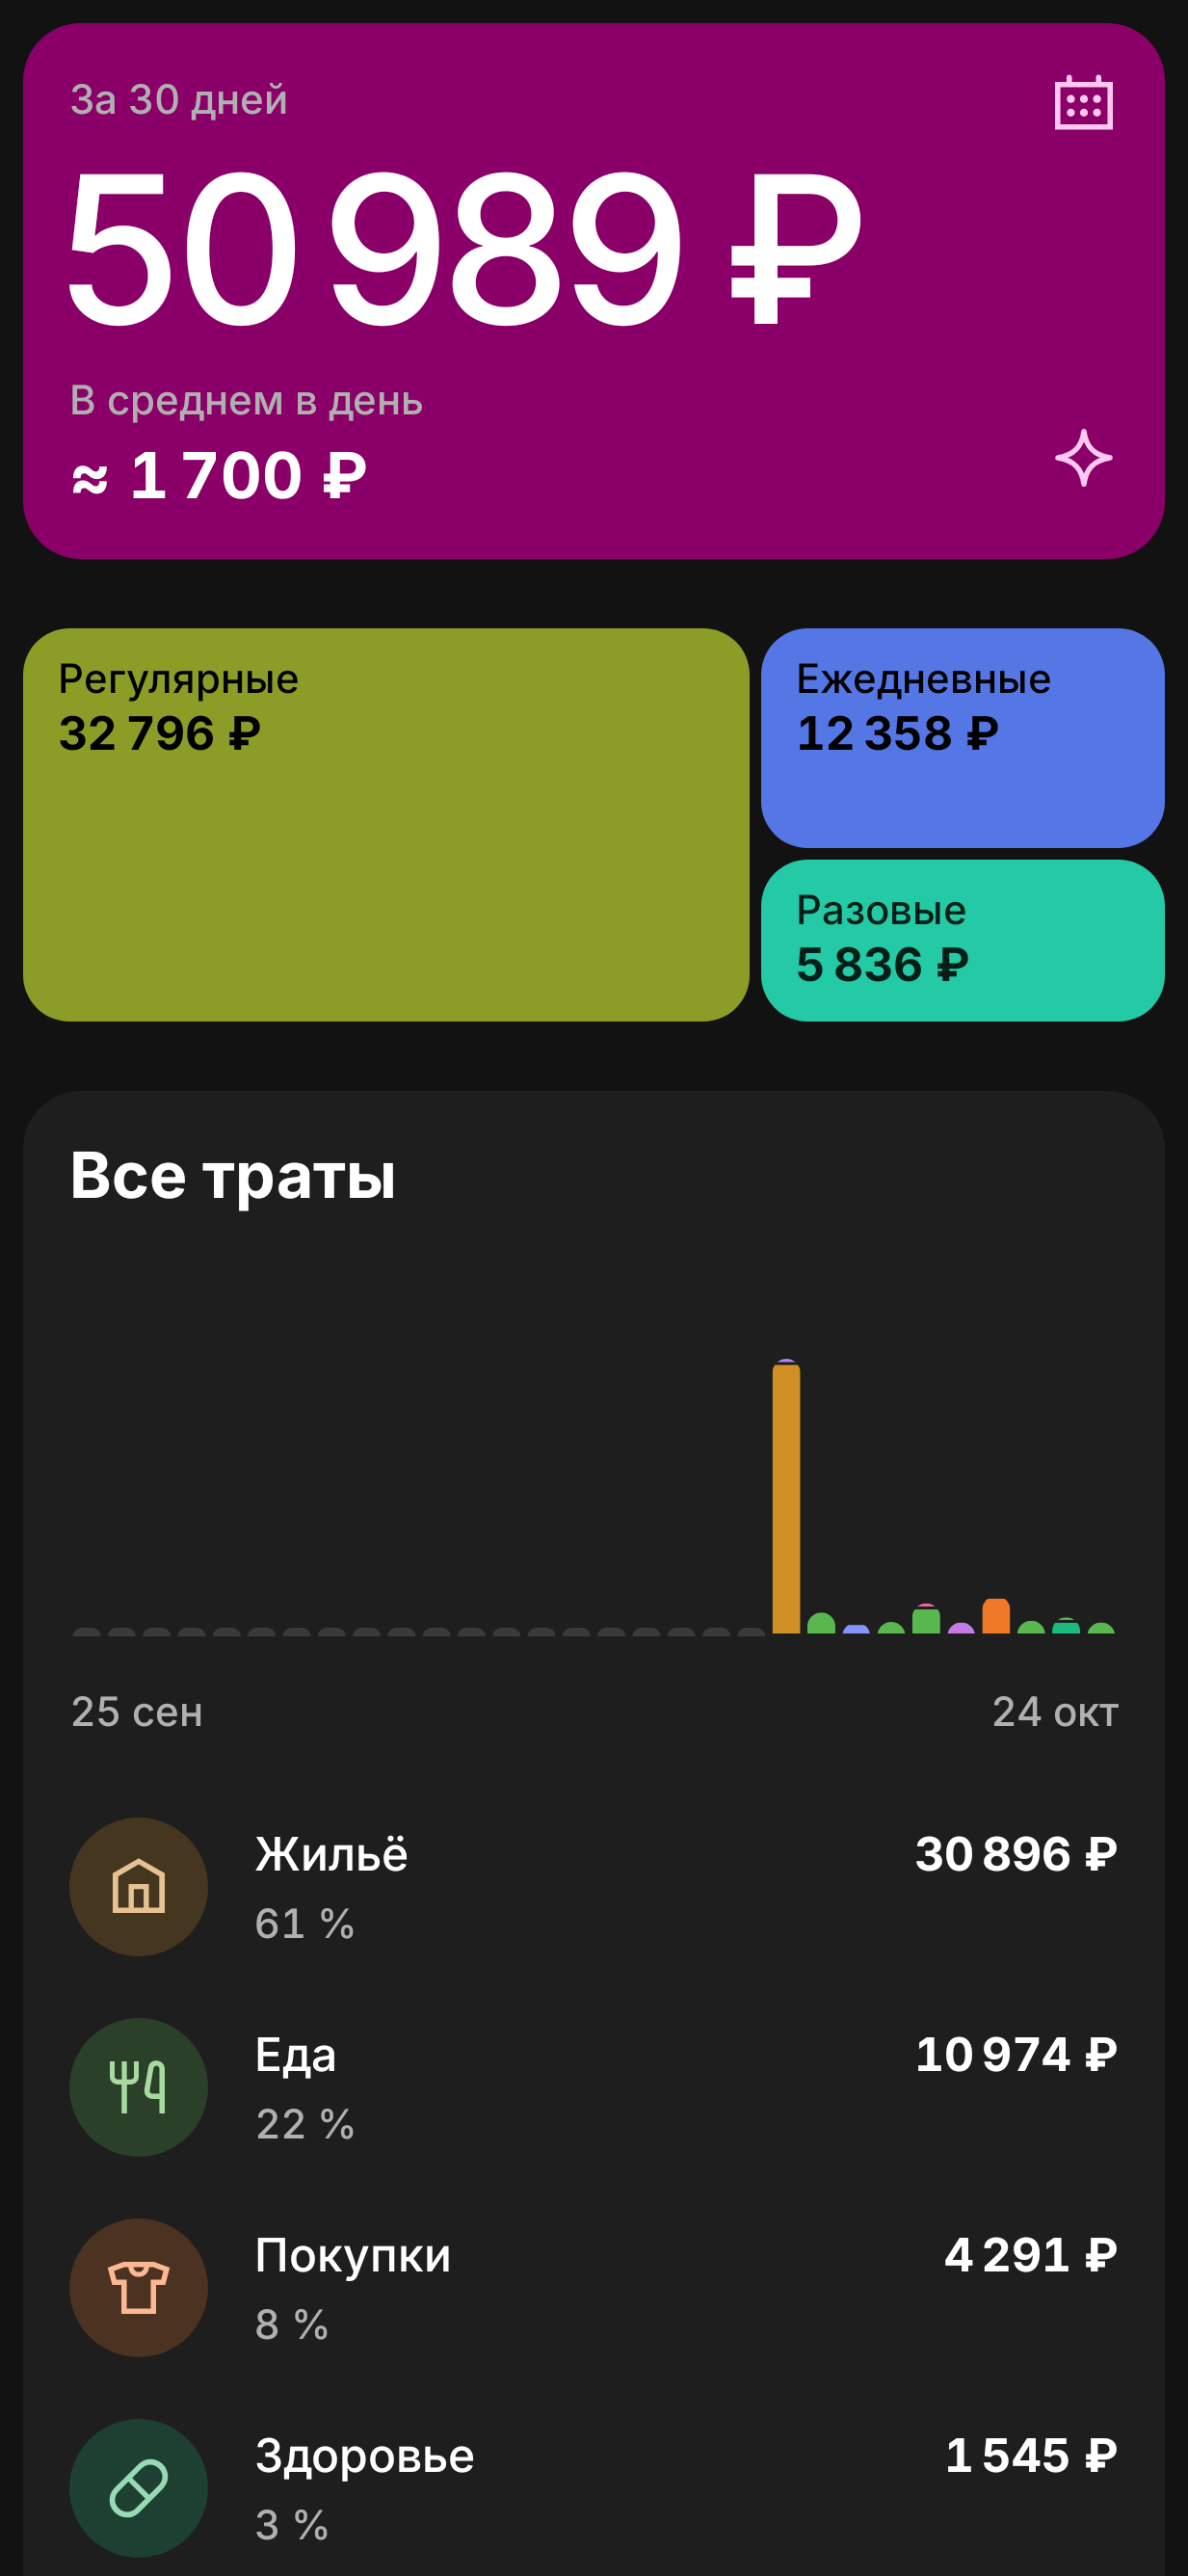 За 30 дней
50 989 ₽
В среднем в день
≈ 1 700 ₽
Регулярные
32 796 ₽
Ежедневные
12 358 ₽
Разовые
5 836 ₽
Все траты
25 сен
24 окт
Жильё
30 896 ₽
61 %
Еда
10 974 ₽
22 %
Покупки
4 291 ₽
8 %
Здоровье
1 545 ₽
3 %